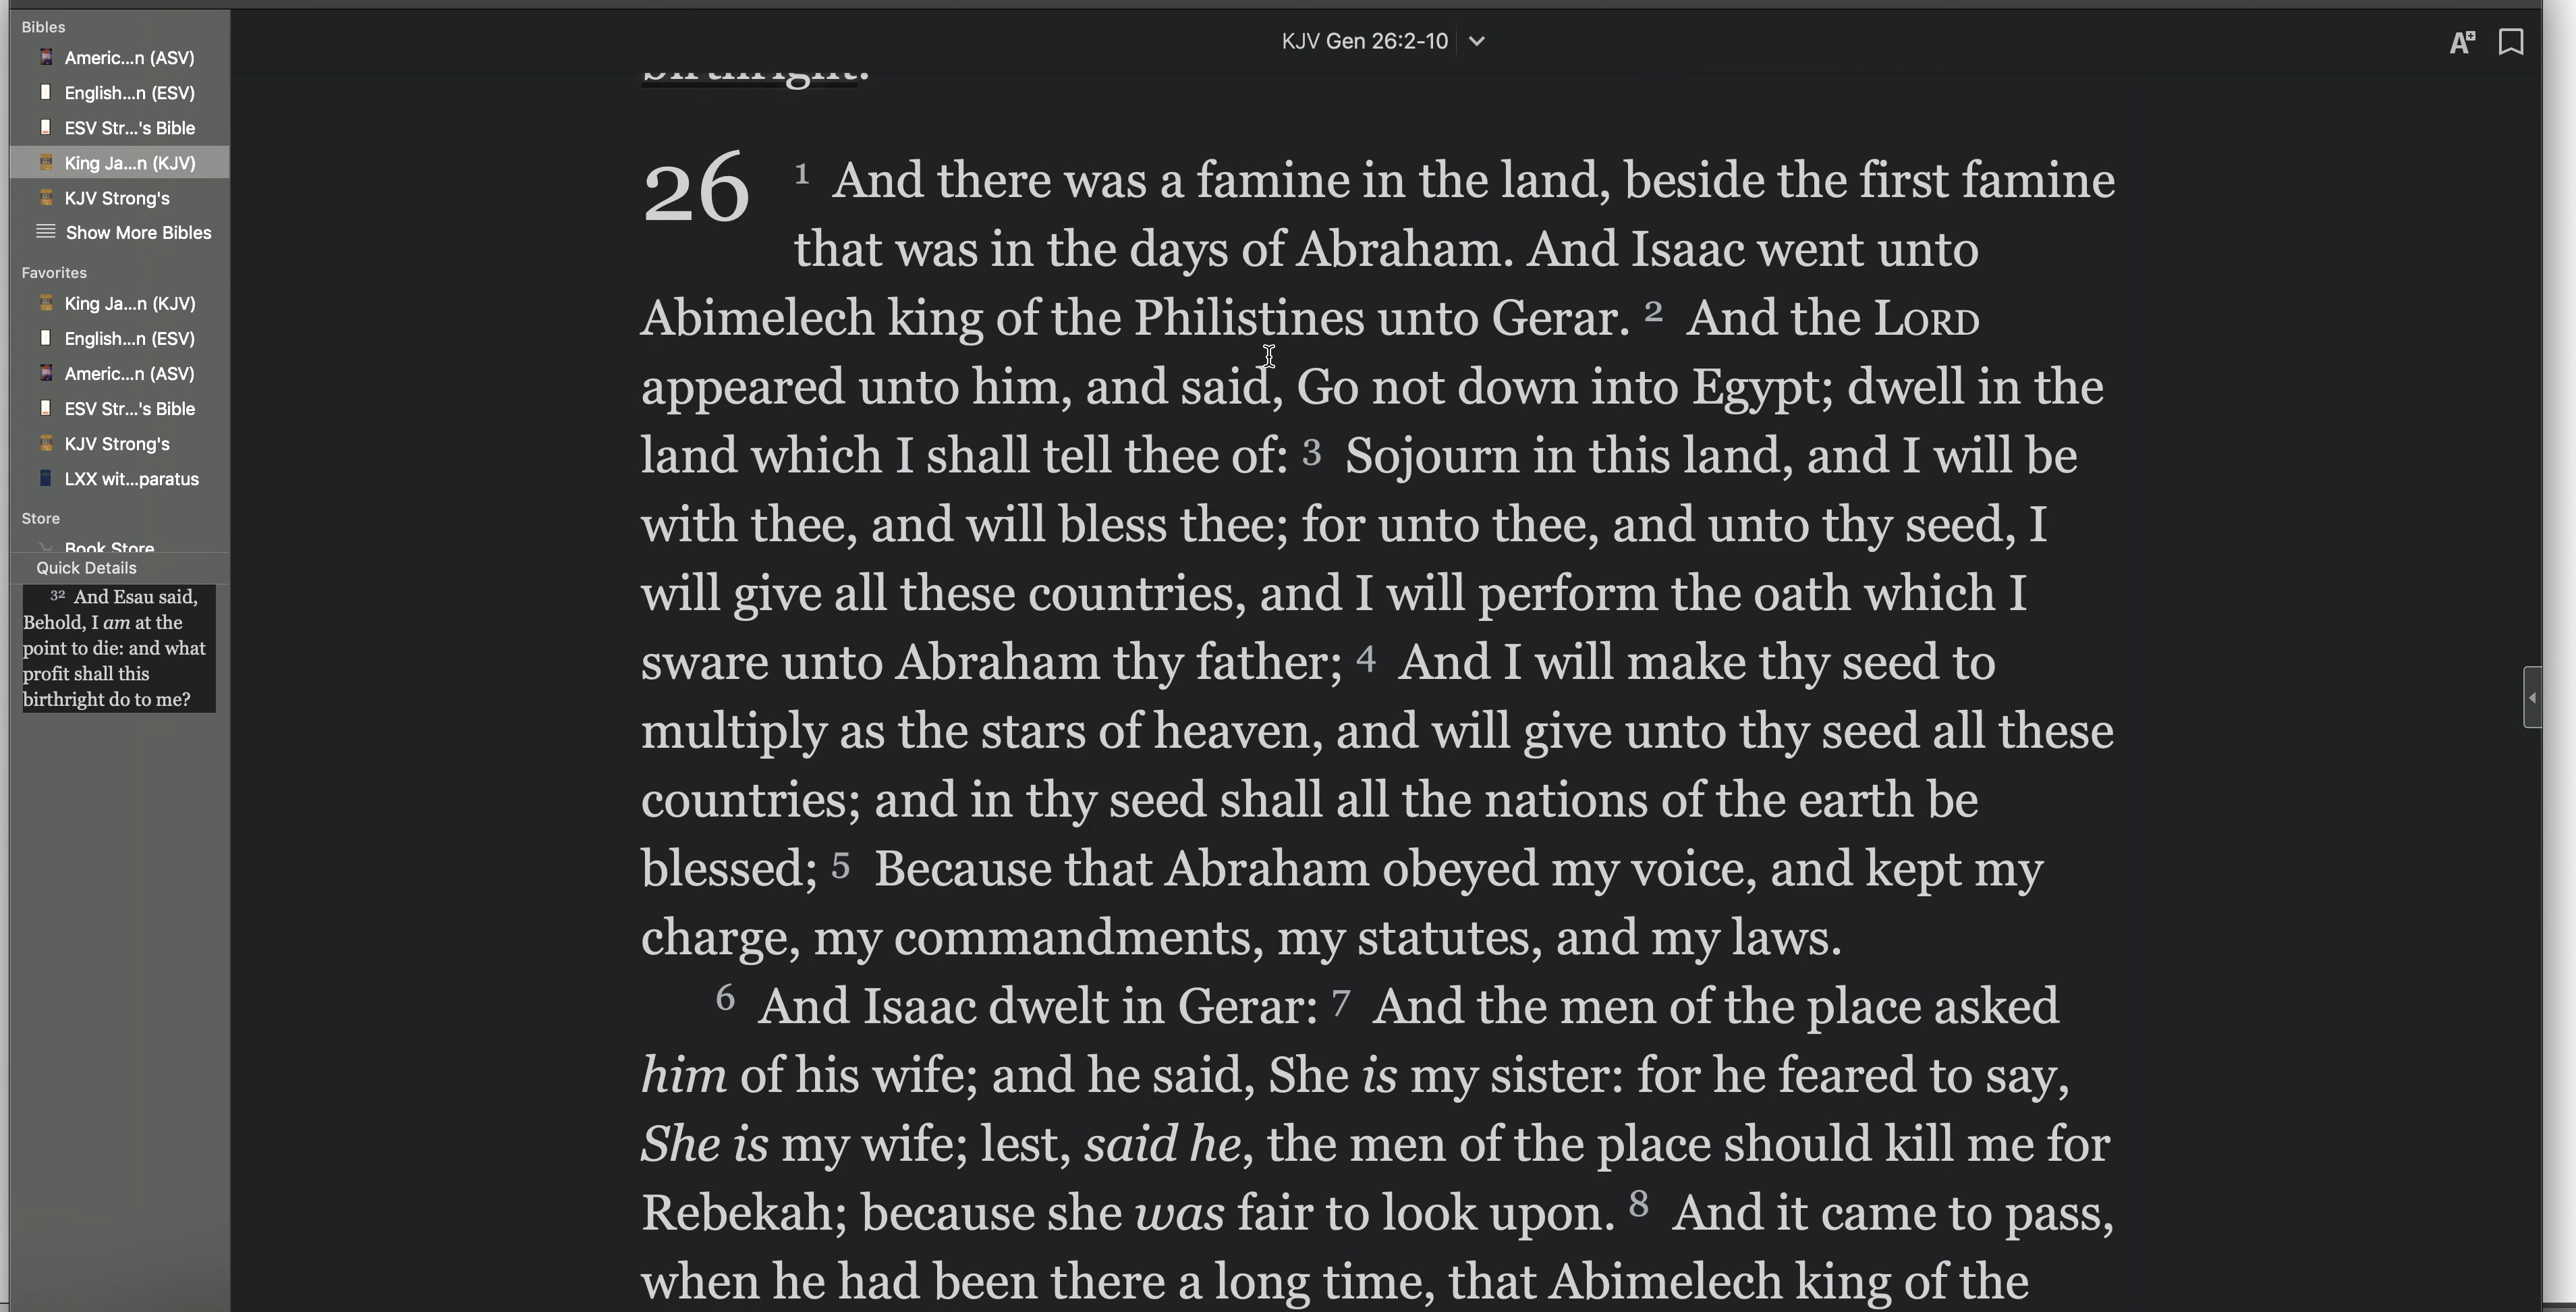 Bibles
Americ...n (ASV)
English...n (ESV)
ESV Str...'s Bible
King Ja...n (KJV)
KJV Strong's
Show More Bibles
Favorites
King Ja...n (KJV)
English...n (ESV)
Americ...n (ASV)
ESV Str...'s Bible
KJV Strong's
LXX wit...paratus
Store
Book Store
Quick Details
32 And Esau said,
Behold, I am at the
point to die: and what
profit shall this
birthright do to me?
KJV Gen 26:2-10
birthright.
26 1 And there was a famine in the land, beside the first famine
that was in the days of Abraham. And Isaac went unto
Abimelech king of the Philistines unto Gerar. 2 And the LORD
appeared unto him, and said, Go not down into Egypt; dwell in the
land which I shall tell thee of: 3 Sojourn in this land, and I will be
with thee, and will bless thee; for unto thee, and unto thy seed, I
will give all these countries, and I will perform the oath which I
sware unto Abraham thy father; 4 And I will make thy seed to
multiply as the stars of heaven, and will give unto thy seed all these
countries; and in thy seed shall all the nations of the earth be
blessed; 5 Because that Abraham obeyed my voice, and kept my
charge, my commandments, my statutes, and my laws.
6 And Isaac dwelt in Gerar: 7 And the men of the place asked
him of his wife; and he said, She is my sister: for he feared to say,
She is my wife; lest, said he, the men of the place should kill me for
Rebekah; because she was fair to look upon. 8 And it came to pass,
when he had been there a long time, that Abimelech king of the